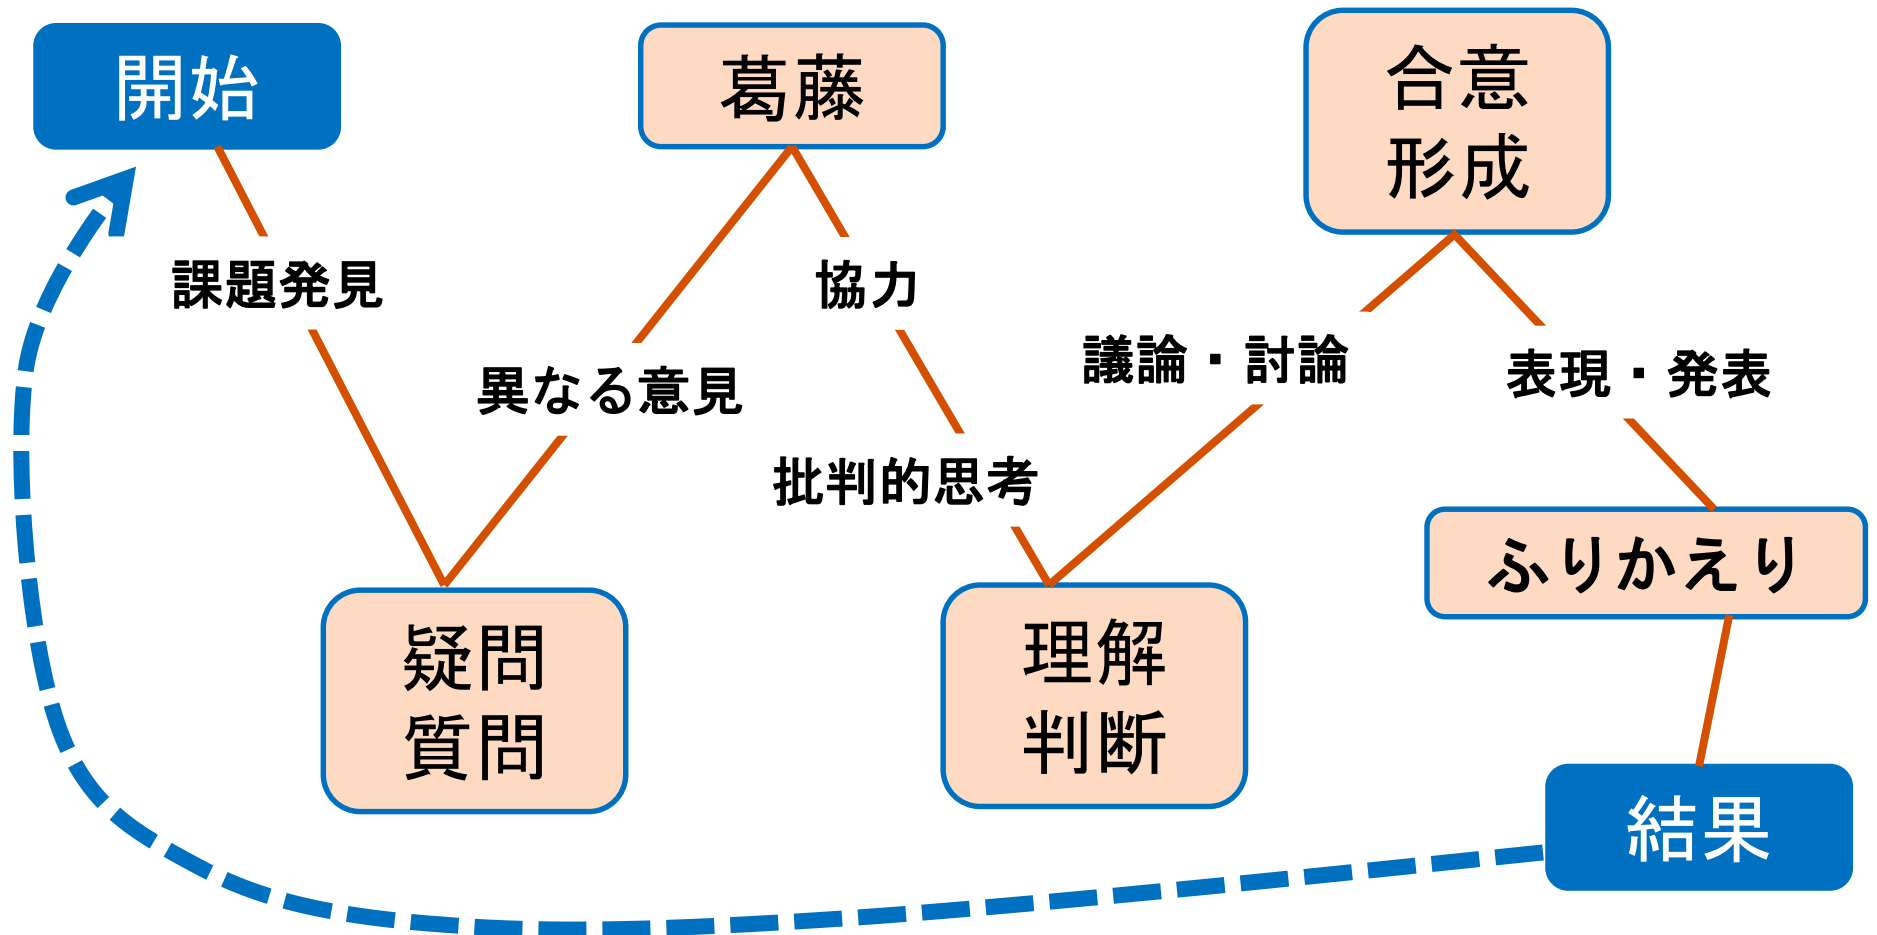 開始
葛藤
合意
形成
課題発見
協力
異なる意見
議論・討論
表現・発表
批判的思考
ふりかえり
疑問
質問
理解
判断
結果